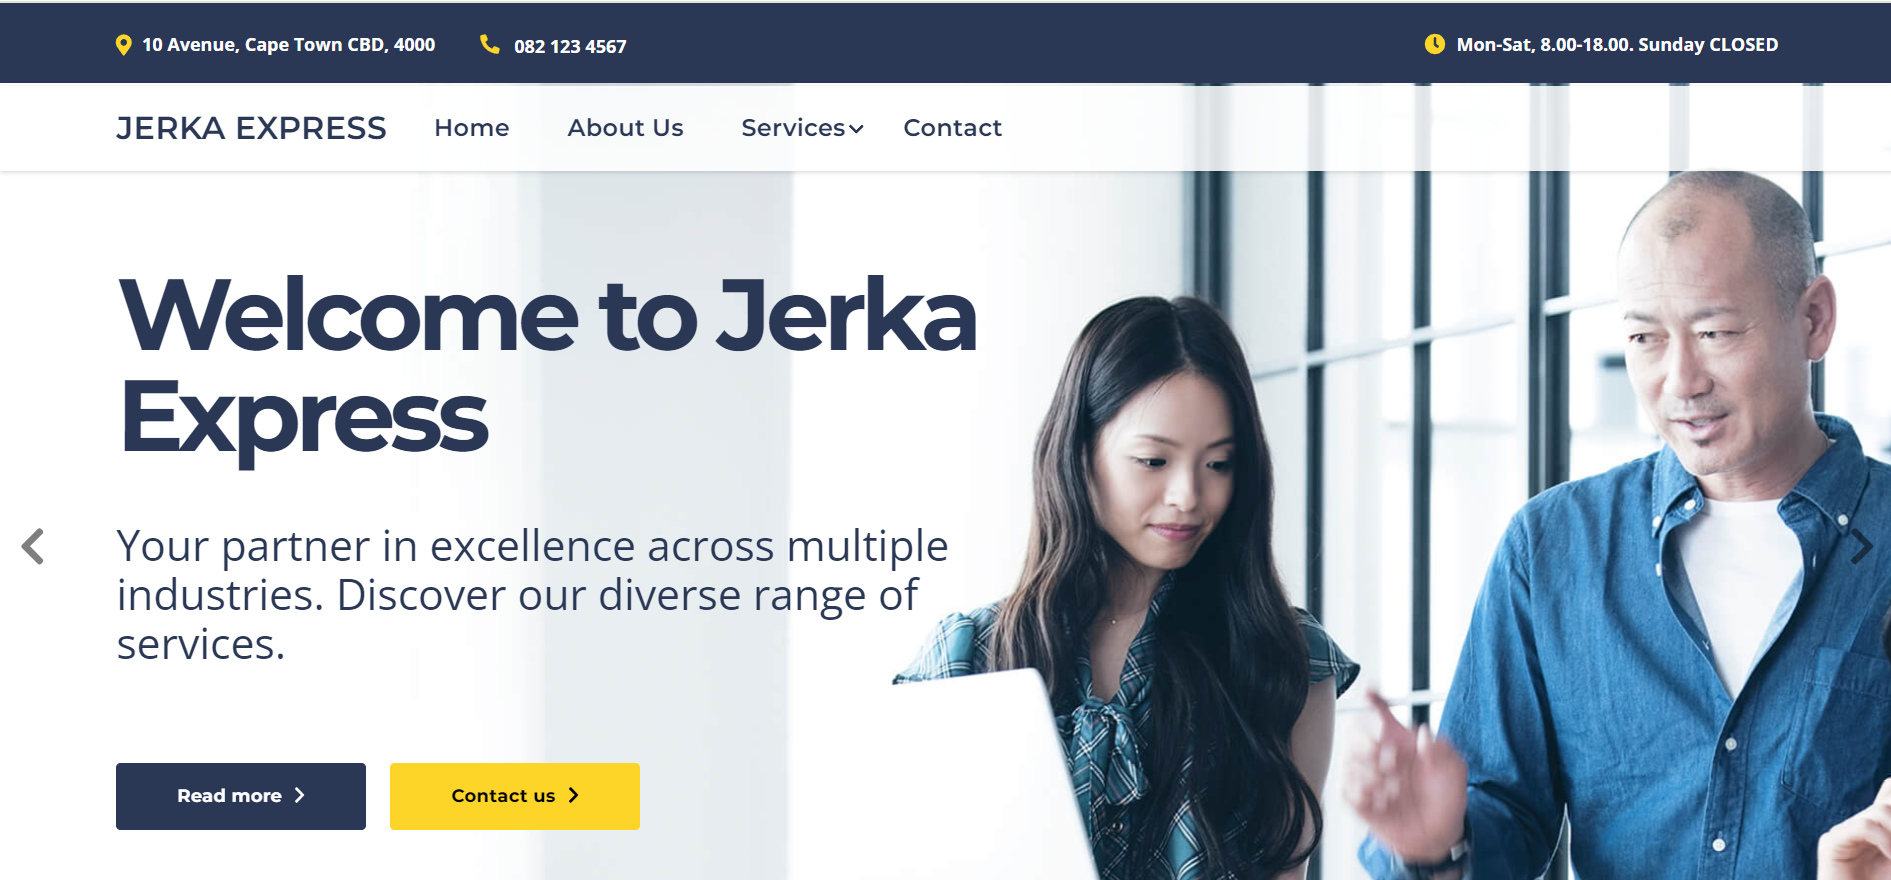 10 Avenue, Cape Town CBD, 4000
082 123 4567
Mon-Sat, 8.00-18.00. Sunday CLOSED
JERKA EXPRESS
Home
About Us
Services
Contact
Welcome to Jerka
Express
Your partner in excellence across multiple
industries. Discover our diverse range of
services.
Read more
Contact us